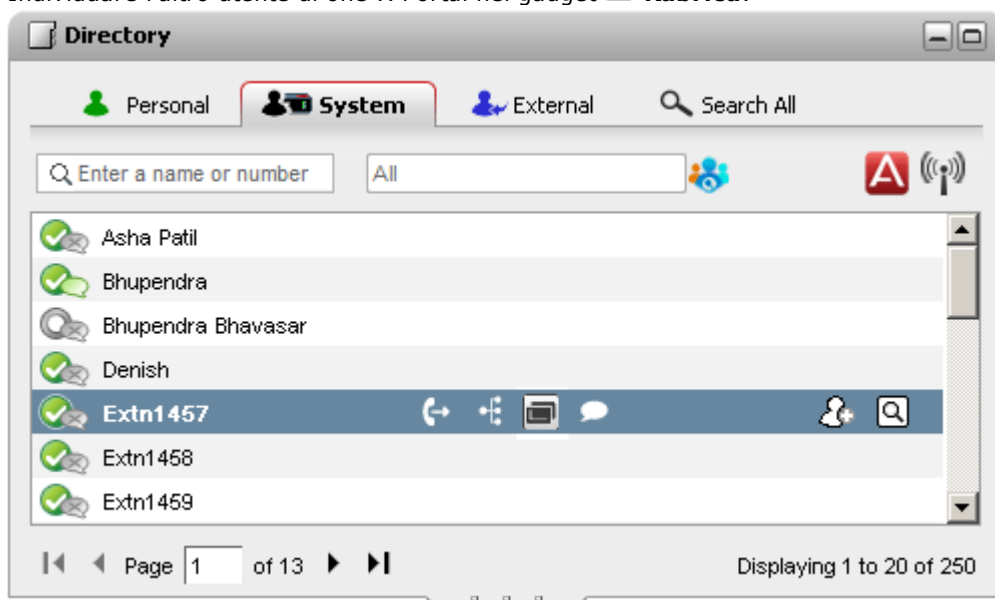 Directory
Personal System External Search All
Enter a name or number All
Asha Patil
Bhupendra
Bhupendra Bhavasar
Denish
Extn1457
Extn1458
Extn1459
Page 1 of 13 Displaying 1 to 20 of 250